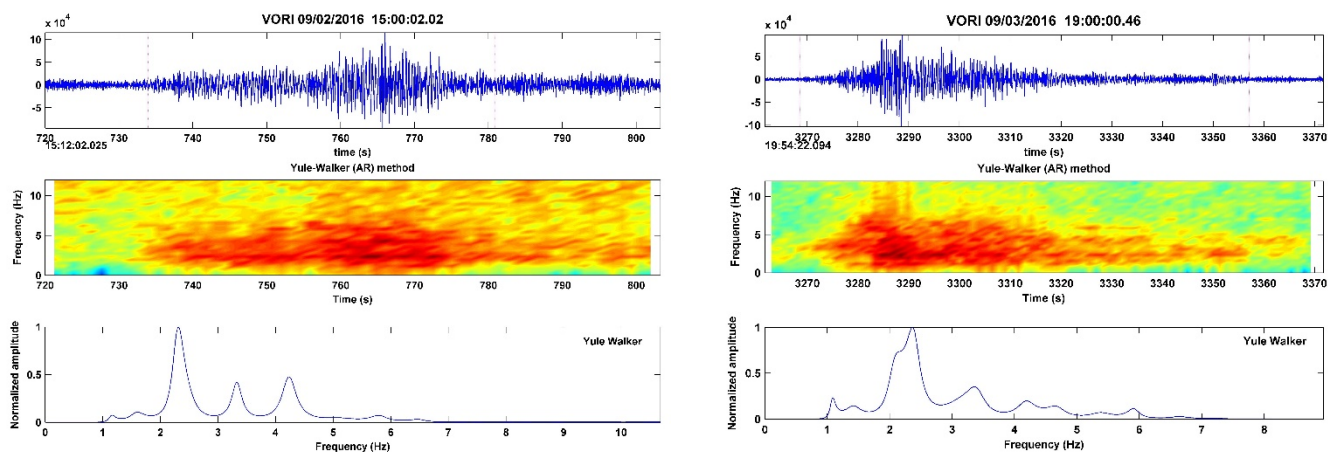 VORI 09/02/2016 15:00:02.02
x 10^4
10
5
0
-5
720 730 740 750 760 770 780 790 800
15:12:02.025
time (s)
Yule-Walker (AR) method
Frequency (Hz)
10
5
0
720 730 740 750 760 770 780 790 800
Time (s)
Normalized amplitude
1
0.5
0
Yule Walker
0 1 2 3 4 5 6 7 8 9 10
Frequency (Hz)
VORI 09/03/2016 19:00:00.46
x 10^4
10
5
0
-5
-10
3270 3280 3290 3300 3310 3320 3330 3340 3350 3360 3370
19:54:22.094
time (s)
Yule-Walker (AR) method
Frequency (Hz)
10
5
0
3270 3280 3290 3300 3310 3320 3330 3340 3350 3360 3370
Time (s)
Normalized amplitude
1
0.5
0
Yule Walker
0 1 2 3 4 5 6 7 8
Frequency (Hz)